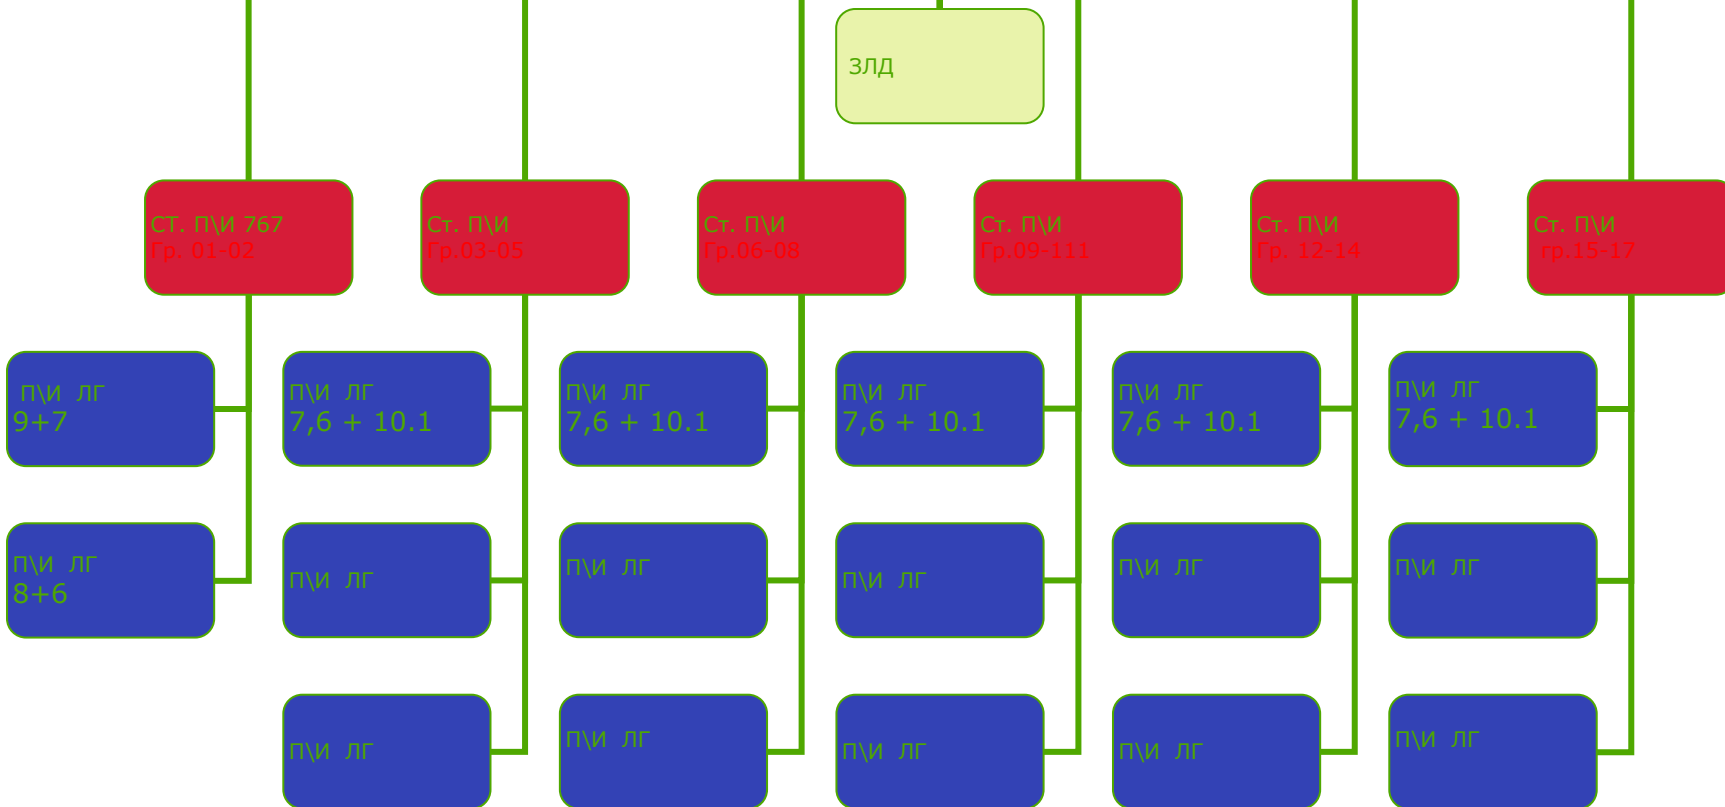 ЗЛД
СТ. П\И 767
Гр. 01-02
Ст. П\И
Гр.03-05
Ст. П\И
Гр.06-08
Ст. П\И
Гр.09-111
Ст. П\И
Гр. 12-14
Ст. П\И
гр.15-17
П\И ЛГ
9+7
П\И ЛГ
7,6 + 10.1
П\И ЛГ
7,6 + 10.1
П\И ЛГ
7,6 + 10.1
П\И ЛГ
7,6 + 10.1
П\И ЛГ
7,6 + 10.1
П\И ЛГ
8+6
П\И ЛГ
П\И ЛГ
П\И ЛГ
П\И ЛГ
П\И ЛГ
П\И ЛГ
П\И ЛГ
П\И ЛГ
П\И ЛГ
П\И ЛГ